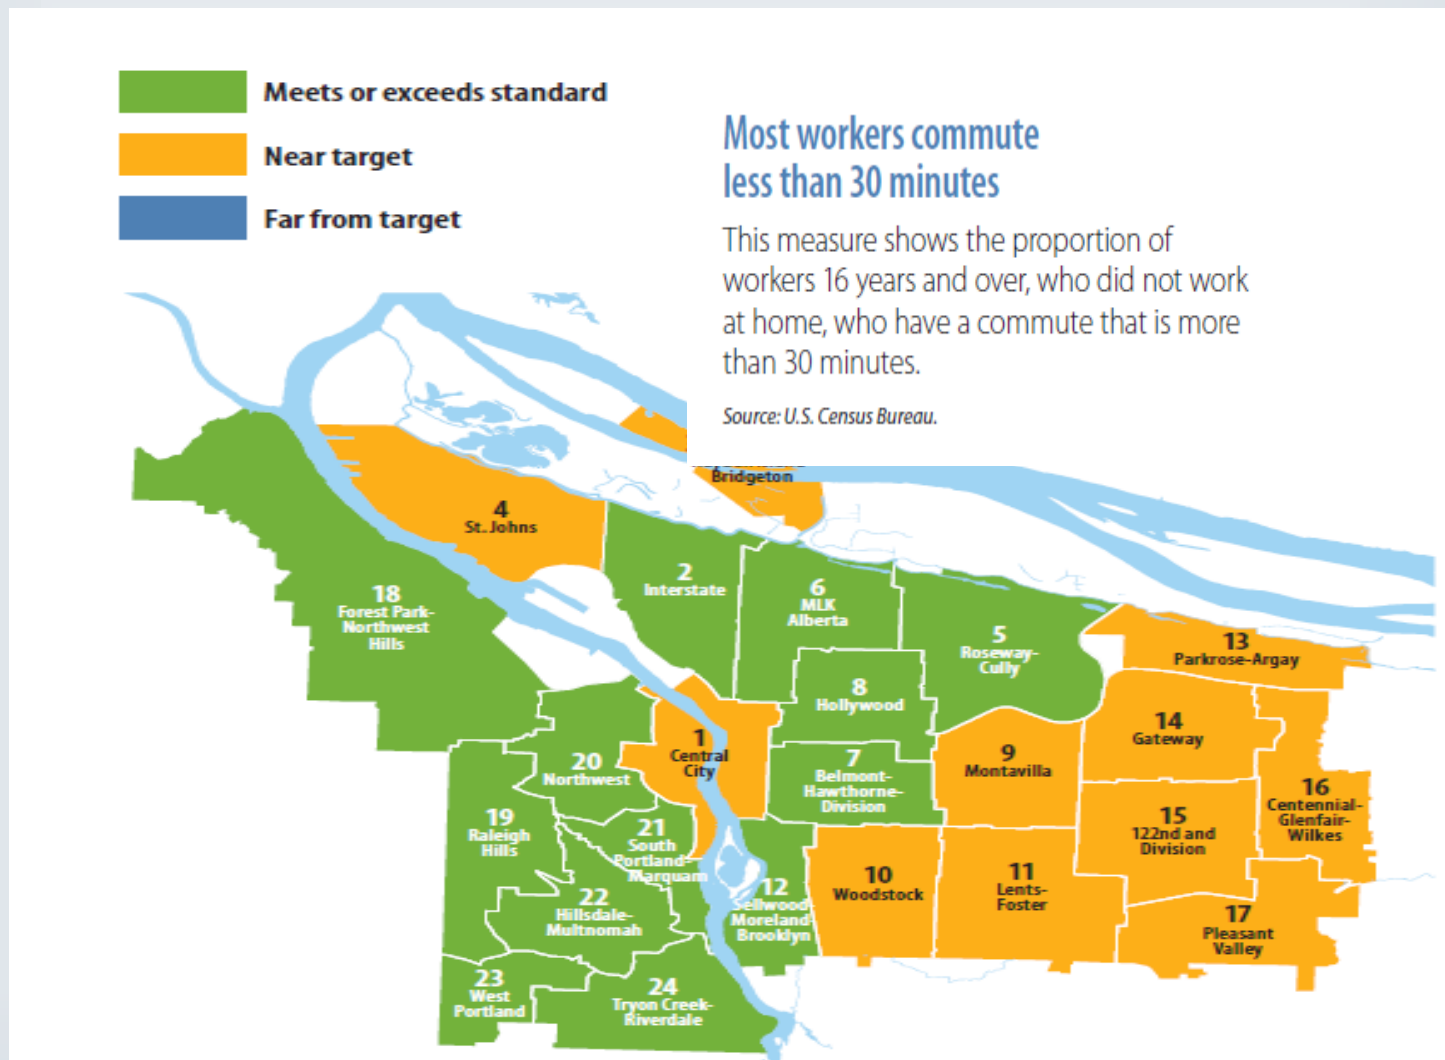 Meets or exceeds standard
Near target
Far from target
Most workers commute
less than 30 minutes
This measure shows the proportion of
workers 16 years and over, who did not work
at home, who have a commute that is more
than 30 minutes.
Source: U.S. Census Bureau.
Bridgeton
4
St. Johns
2
Interstate
6
MLK
Alberta
5
Roseway-
Cully
18
Forest Park-
Northwest
Hills
13
Parkrose-Argay
8
Hollywood
14
Gateway
1
Central
City
20
Northwest
7
Belmont-
Hawthorne-
Division
9
Montavilla
16
Centennial-
Glenfair-
Wilkes
19
Raleigh
Hills
21
South
Portland-
Marquam
15
122nd and
Division
22
Hillsdale-
Multnomah
12
Sellwood-
Moreland-
Brooklyn
10
Woodstock
11
Lents-
Foster
17
Pleasant
Valley
23
West
Portland
24
Tryon Creek-
Riverdale